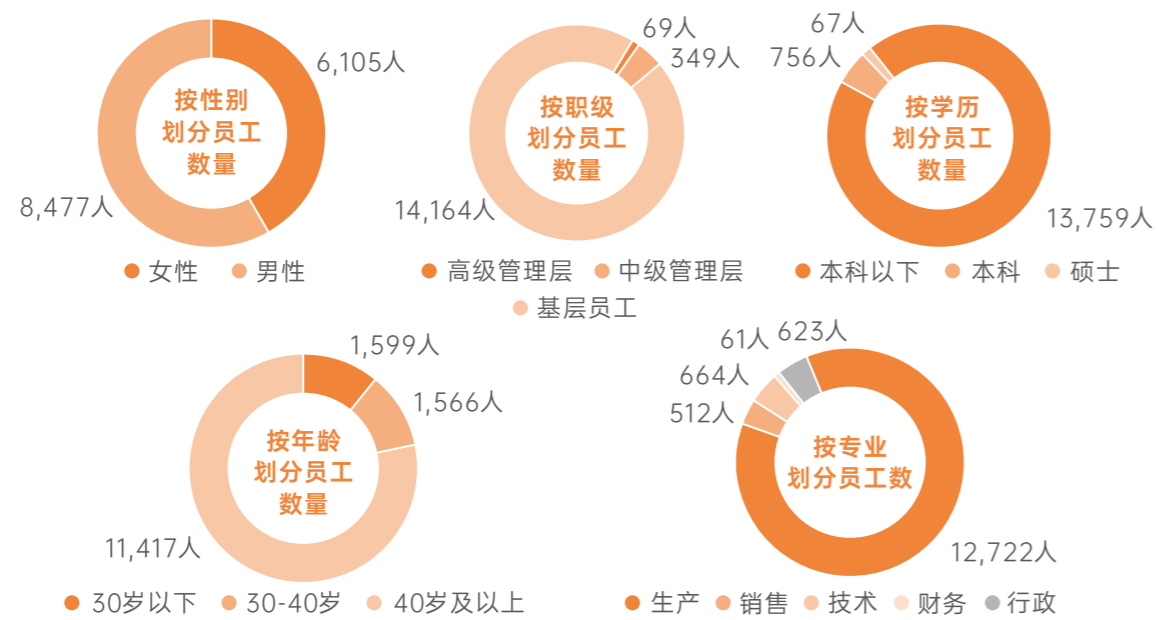 6,105人
按性别
划分员工
数量
8,477人
女性 男性
69人
349人
按职级
划分员工
数量
14,164人
高级管理层 中级管理层
基层员工
67人
756人
按学历
划分员工
数量
13,759人
本科以下 本科 硕士
1,599人
1,566人
按年龄
划分员工
数量
11,417人
30岁以下 30-40岁 40岁及以上
61人 623人
664人
512人
按专业
划分员工数
12,722人
生产 销售 技术 财务 行政